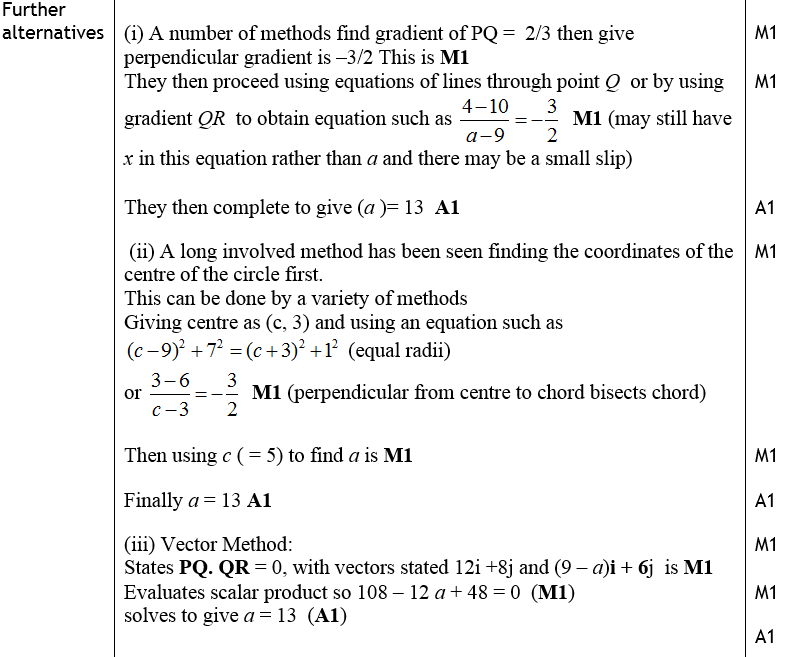 Further
alternatives
(i) A number of methods find gradient of PQ = 2/3 then give M1
perpendicular gradient is –3/2 This is M1
They then proceed using equations of lines through point Q or by using M1
gradient QR to obtain equation such as (4–10)/(a–9) = –3/2 M1 (may still have
x in this equation rather than a and there may be a small slip)
They then complete to give (a )= 13 A1 A1
(ii) A long involved method has been seen finding the coordinates of the M1
centre of the circle first.
This can be done by a variety of methods
Giving centre as (c, 3) and using an equation such as
(c – 9)² + 7² = (c + 3)² + 1² (equal radii)
or (3–6)/(c–3) = –3/2 M1 (perpendicular from centre to chord bisects chord)
Then using c ( = 5) to find a is M1 M1
Finally a = 13 A1 A1
(iii) Vector Method: M1
States PQ. QR = 0, with vectors stated 12i +8j and (9 – a)i + 6j is M1
Evaluates scalar product so 108 – 12 a + 48 = 0 (M1) M1
solves to give a = 13 (A1)
A1